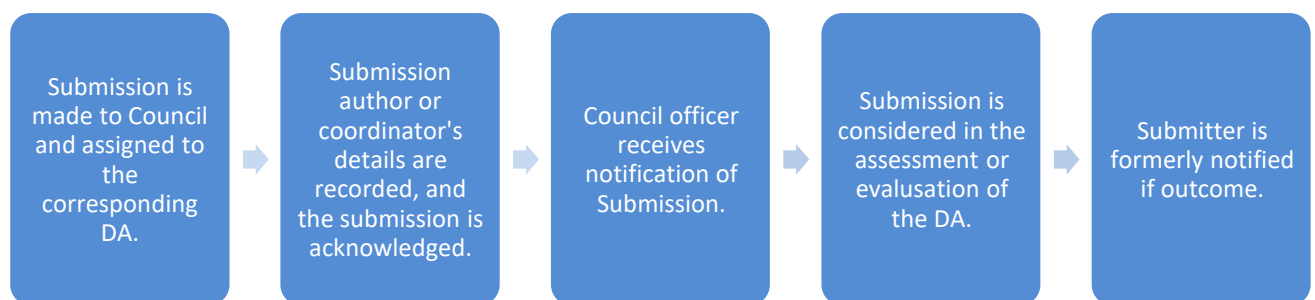 Submission is
made to Council
and assigned to
the
corresponding
DA.
Submission
author or
coordinator's
details are
recorded, and
the submission is
acknowledged.
Council officer
receives
notification of
Submission.
Submission is
considered in the
assessment or
evalusation of
the DA.
Submitter is
formerly notified
if outcome.